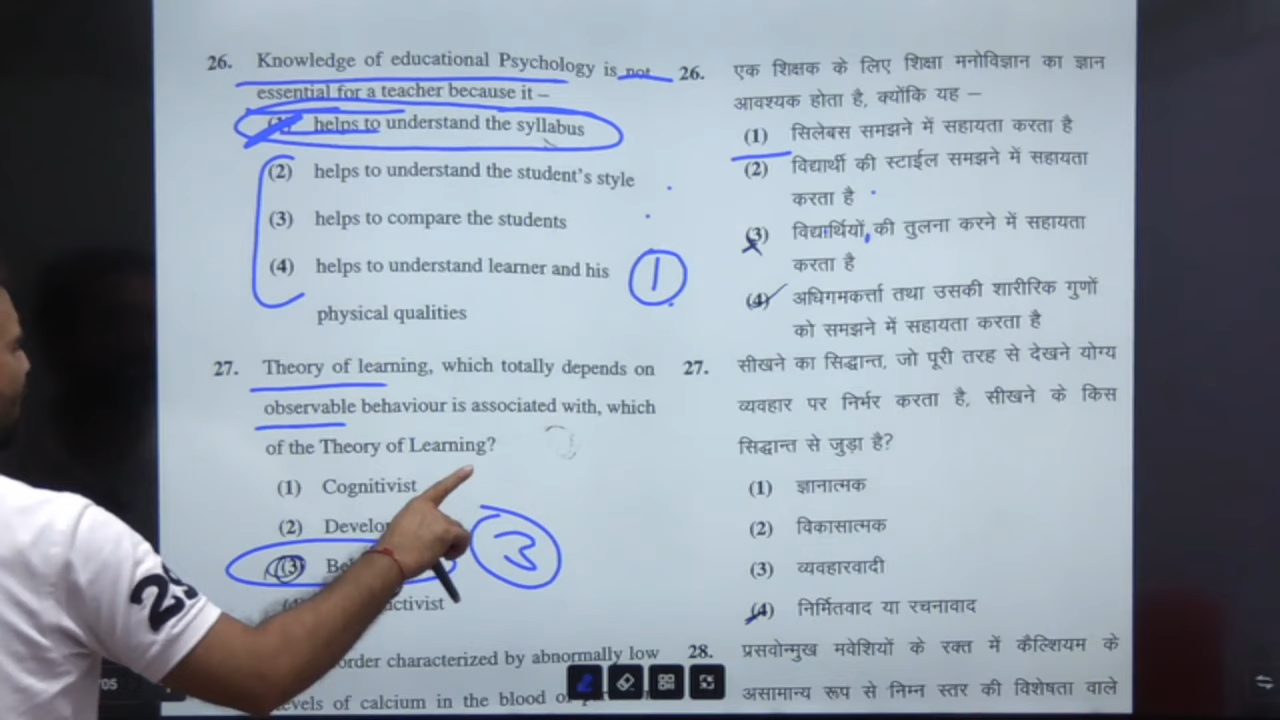 26. Knowledge of educational Psychology is not
essential for a teacher because it –
helps to understand the syllabus
(2) helps to understand the student's style
(3) helps to compare the students
(4) helps to understand learner and his
physical qualities
1
27. Theory of learning, which totally depends on
observable behaviour is associated with, which
of the Theory of Learning?
(1) Cognitivist
(2) Develo
(3) Be
ctivist
3
order characterized by abnormally low
evels of calcium in the blood of
26. एक शिक्षक के लिए शिक्षा मनोविज्ञान का ज्ञान
आवश्यक होता है, क्योंकि यह –
(1) सिलेबस समझने में सहायता करता है
(2) विद्यार्थी की स्टाईल समझने में सहायता
करता है
(3) विद्यार्थियों की तुलना करने में सहायता
करता है
(4) अधिगमकर्त्ता तथा उसकी शारीरिक गुणों
को समझने में सहायता करता है
27. सीखने का सिद्धान्त, जो पूरी तरह से देखने योग्य
व्यवहार पर निर्भर करता है, सीखने के किस
सिद्धान्त से जुड़ा है?
(1) ज्ञानात्मक
(2) विकासात्मक
(3) व्यवहारवादी
(4) निर्मितवाद या रचनावाद
28. प्रसवोन्मुख मवेशियों के रक्त में कैल्शियम के
असामान्य रूप से निम्न स्तर की विशेषता वाले
29